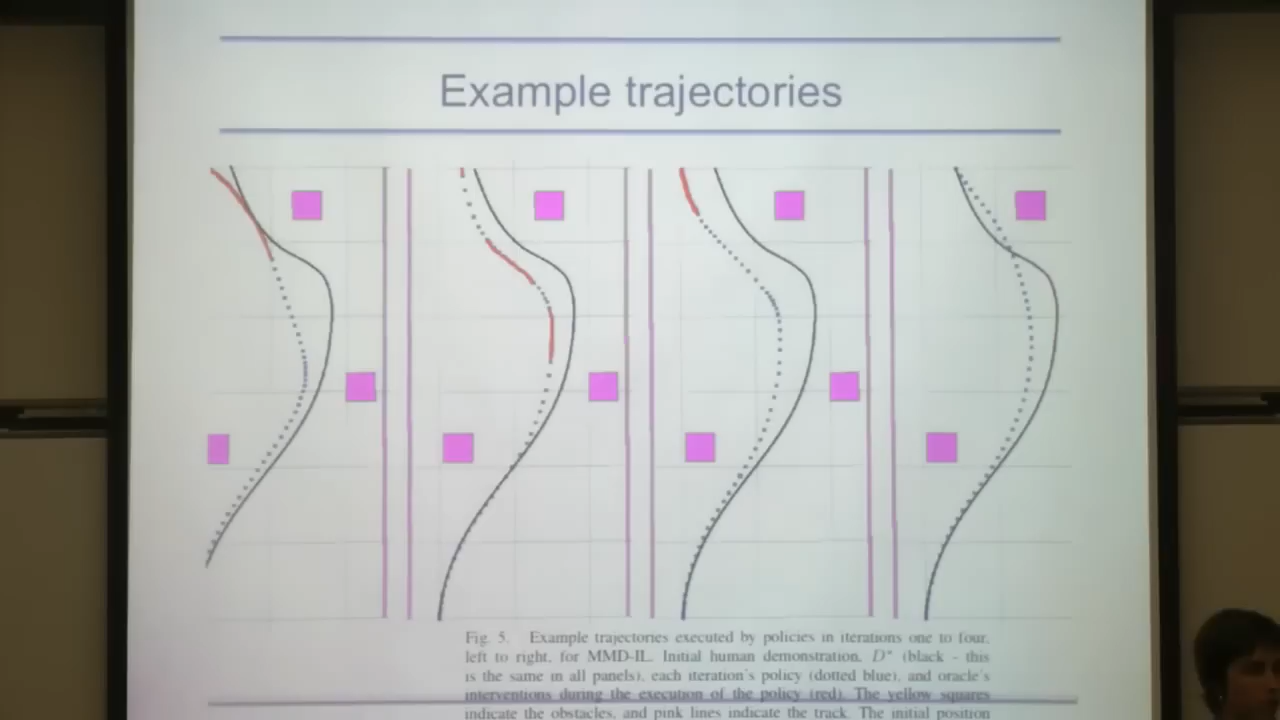 Example trajectories
Fig. 5. Example trajectories executed by policies in iterations one to four,
left to right, for MMD-IL. Initial human demonstration, D* (black - this
is the same in all panels), each iteration's policy (dotted blue), and oracle's
interventions during the execution of the policy (red). The yellow squares
indicate the obstacles, and pink lines indicate the track. The initial position